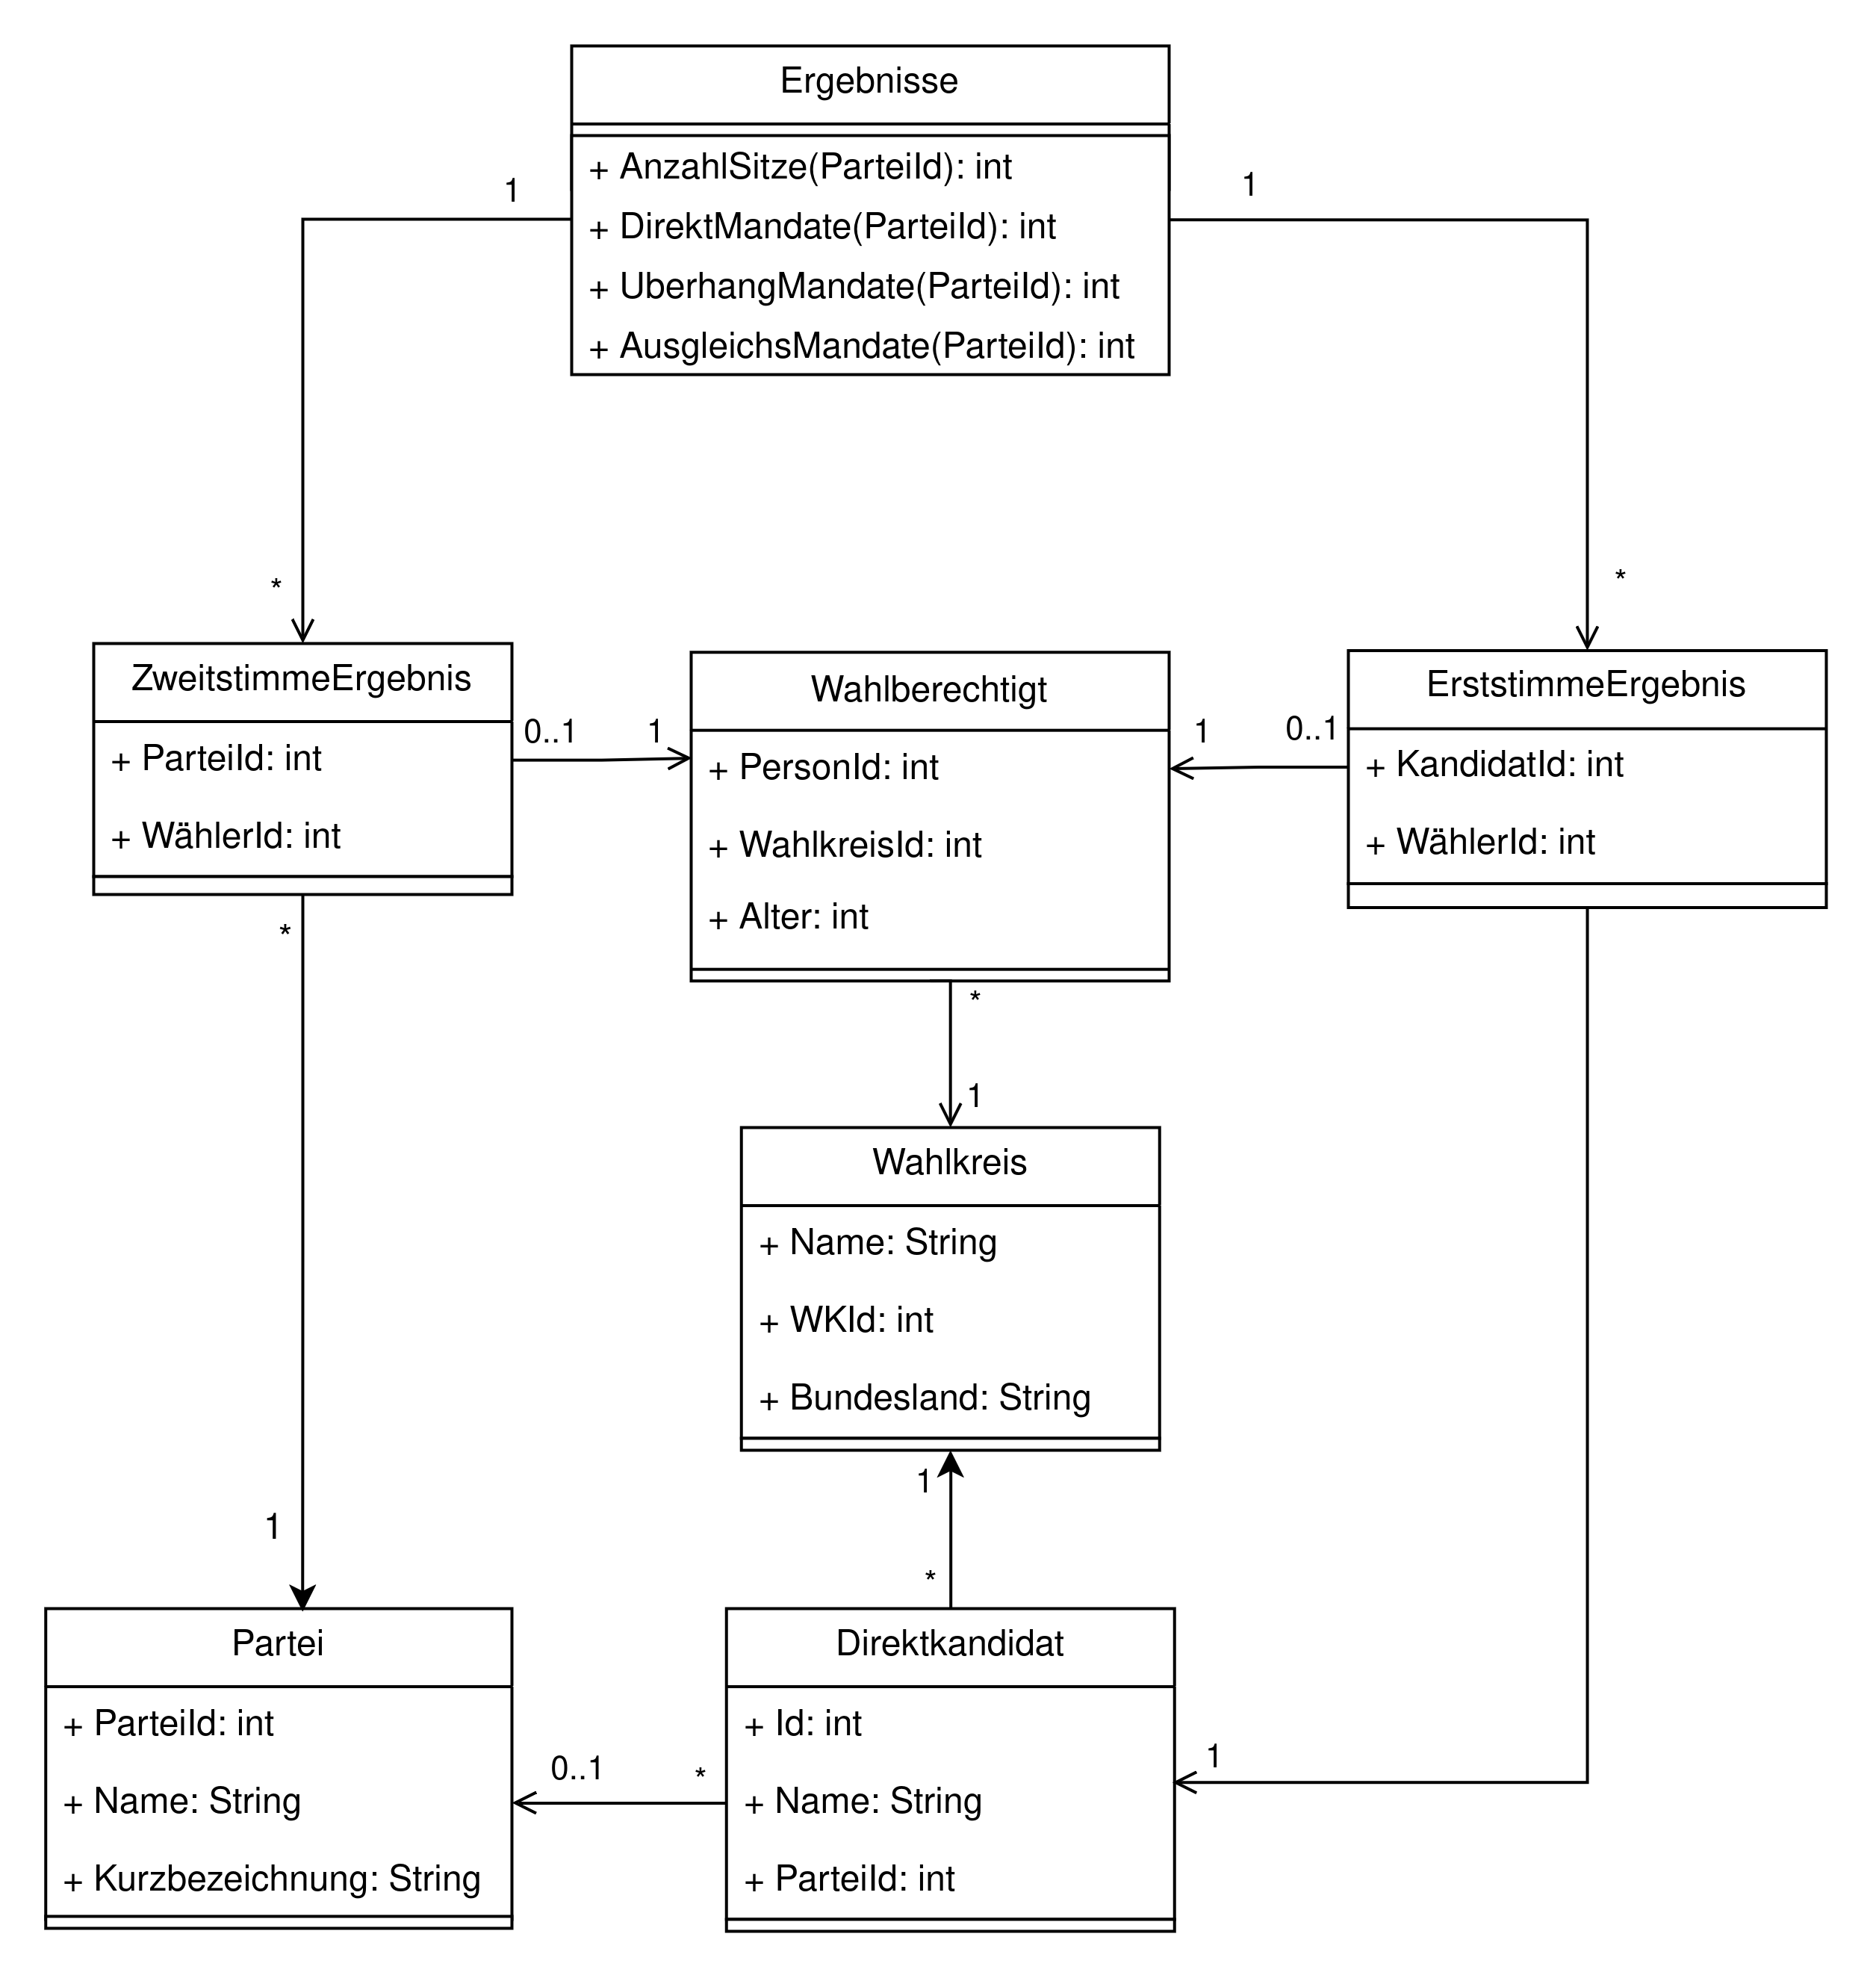 Ergebnisse
+ AnzahlSitze(ParteiId): int
+ DirektMandate(ParteiId): int
+ UberhangMandate(ParteiId): int
+ AusgleichsMandate(ParteiId): int
1
1
*
*
ZweitstimmeErgebnis
+ ParteiId: int
+ WählerId: int
0..1
1
Wahlberechtigt
+ PersonId: int
+ WahlkreisId: int
+ Alter: int
1
0..1
ErststimmeErgebnis
+ KandidatId: int
+ WählerId: int
*
*
1
Wahlkreis
+ Name: String
+ WKId: int
+ Bundesland: String
1
*
1
Partei
+ ParteiId: int
+ Name: String
+ Kurzbezeichnung: String
0..1
*
Direktkandidat
+ Id: int
+ Name: String
+ ParteiId: int
1